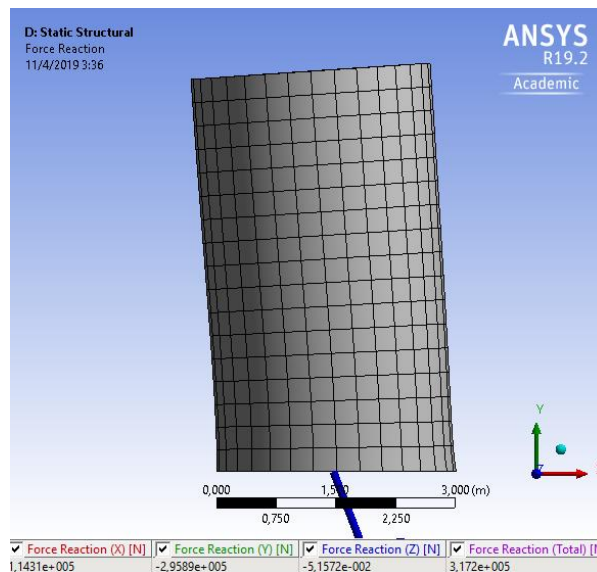 D: Static Structural
Force Reaction
11/4/2019 3:36
ANSYS
R19.2
Academic
Y
0,000 3,000 (m)
0,750 2,250
Force Reaction (X) [N] Force Reaction (Y) [N] Force Reaction (Z) [N] Force Reaction (Total)
1,1431e+005 -2,9589e+005 -5,1572e-002 3,172e+005